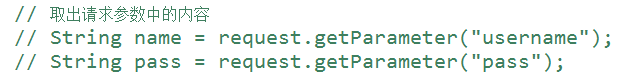 // 取出请求参数中的内容
// String name = request.getParameter("username");
// String pass = request.getParameter("pass");